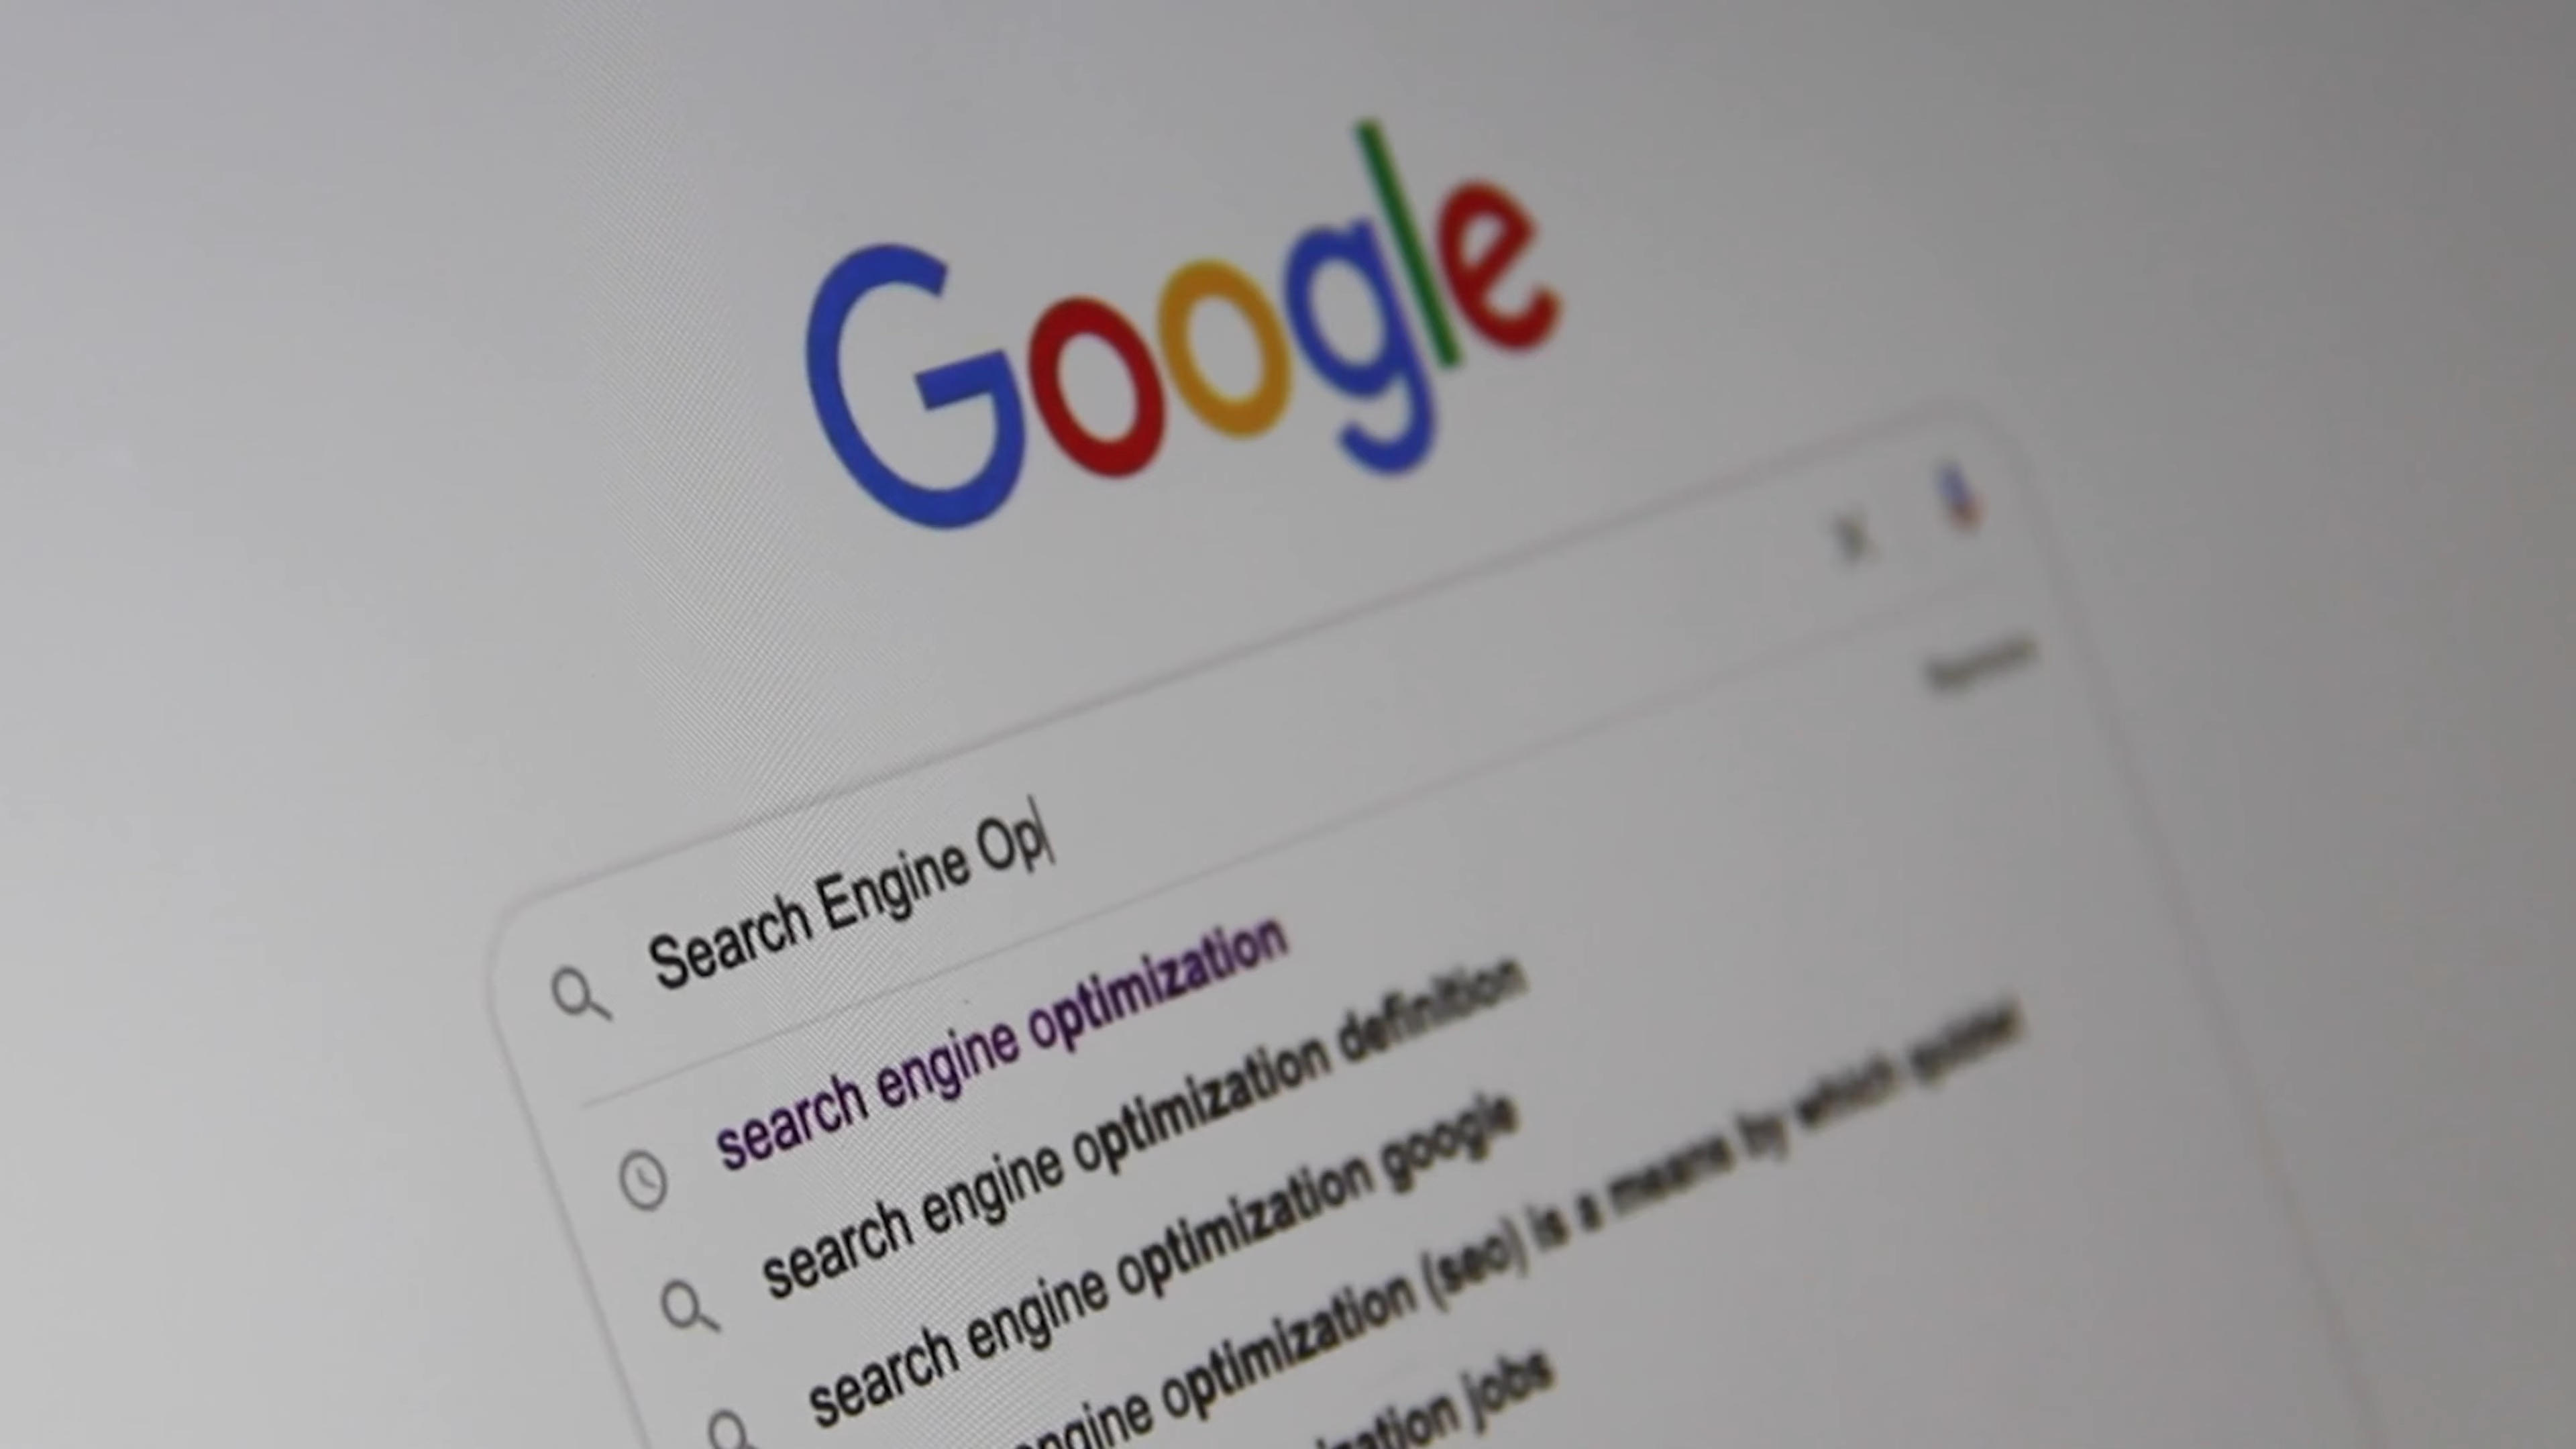 Google
Search Engine Op
search engine optimization
search engine optimization definition
search engine optimization google
engine optimization (seo) is a means by which
jobs